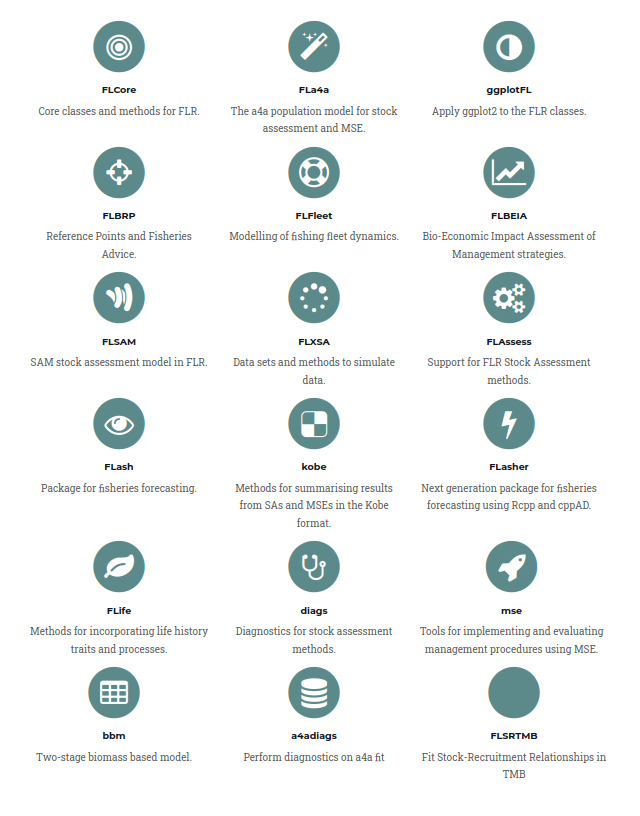 FLCore
Core classes and methods for FLR.
FLa4a
The a4a population model for stock
assessment and MSE.
ggplotFL
Apply ggplot2 to the FLR classes.
FLBRP
Reference Points and Fisheries
Advice.
FLFleet
Modelling of fishing fleet dynamics.
FLBEIA
Bio-Economic Impact Assessment of
Management strategies.
FLSAM
SAM stock assessment model in FLR.
FLXSA
Data sets and methods to simulate
data.
FLAssess
Support for FLR Stock Assessment
methods.
FLash
Package for fisheries forecasting.
kobe
Methods for summarising results
from SAs and MSEs in the Kobe
format.
FLasher
Next generation package for fisheries
forecasting using Rcpp and cppAD.
FLife
Methods for incorporating life history
traits and processes.
diags
Diagnostics for stock assessment
methods.
mse
Tools for implementing and evaluating
management procedures using MSE.
bbm
Two-stage biomass based model.
a4adiags
Perform diagnostics on a4a fit
FLSRTMB
Fit Stock-Recruitment Relationships in
TMB